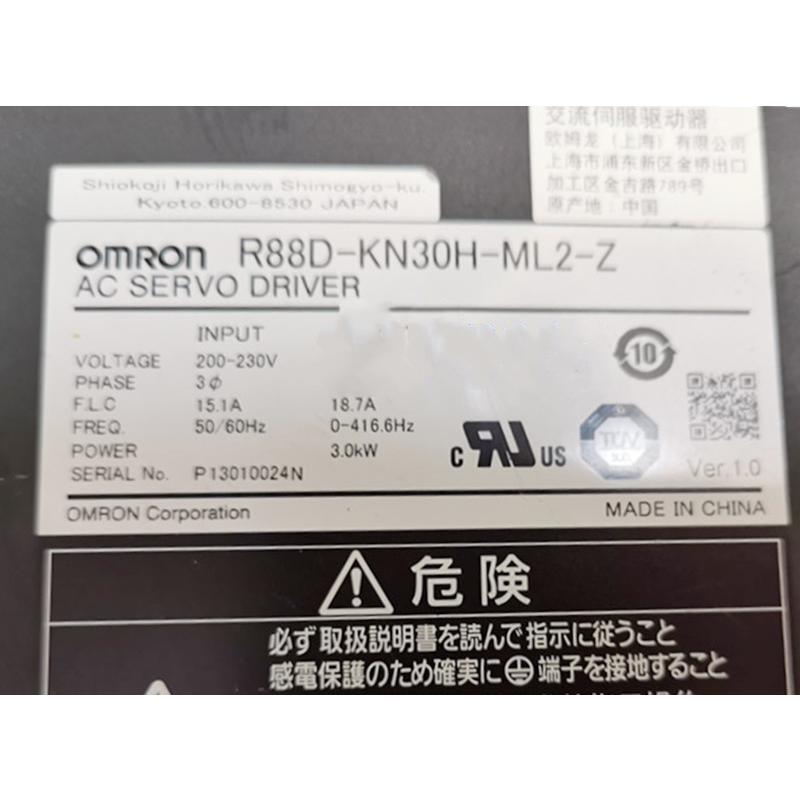 交流伺服驱动器
欧姆龙(上海)有限公司
上海市浦东新区金桥出口
加工区金吉路789号
原产地:中国
Shiokoji Horikawa, Shimogyo-ku,
Kyoto, 600-8530 JAPAN
OMRON R88D-KN30H-ML2-Z
AC SERVO DRIVER
INPUT
VOLTAGE 200-230V
PHASE 3φ
F.L.C 15.1A 18.7A
FREQ. 50/60Hz 0-416.6Hz
POWER 3.0kW
SERIAL No. P13010024N
10
c RU US
TÜV
Ver.1.0
OMRON Corporation MADE IN CHINA
危険
必ず取扱説明書を読んで指示に従うこと
感電保護のため確実に端子を接地すること